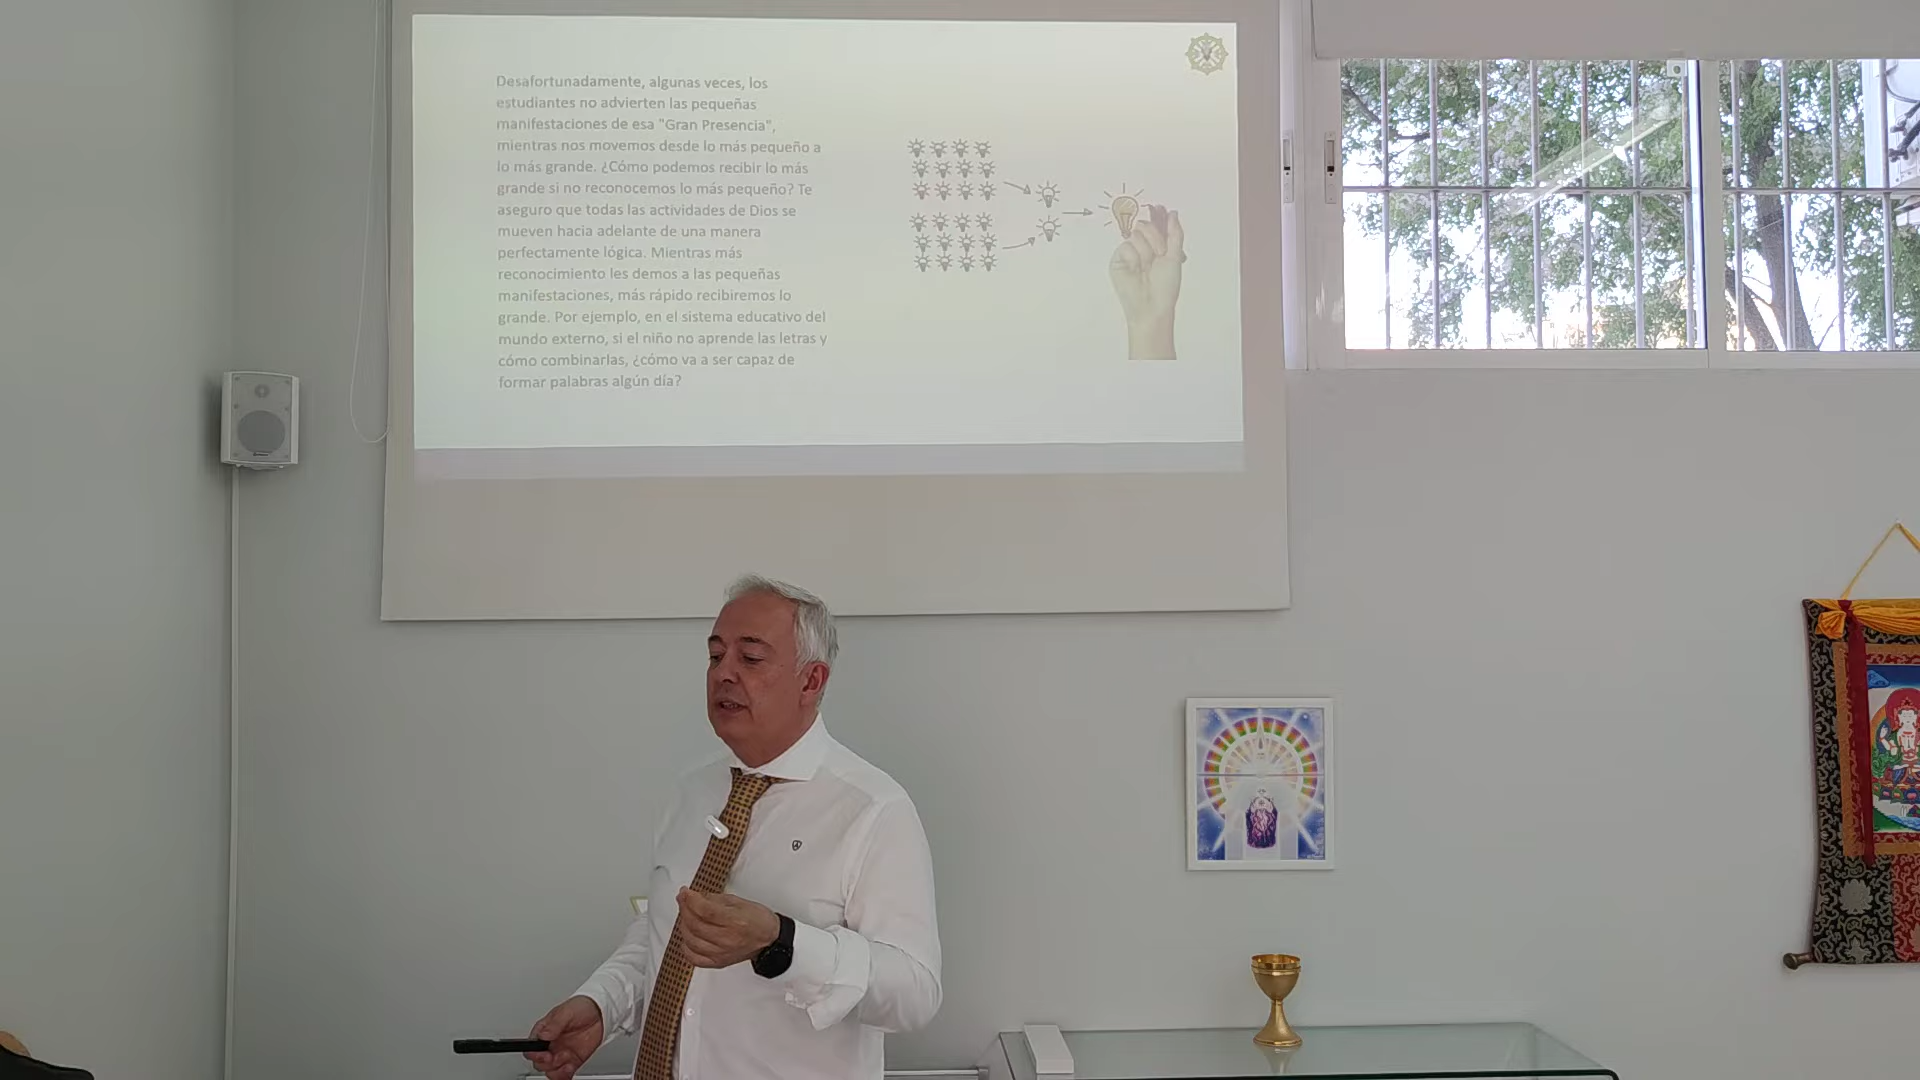 Desafortunadamente, algunas veces, los
estudiantes no advierten las pequeñas
manifestaciones de esa "Gran Presencia",
mientras nos movemos desde lo más pequeño a
lo más grande. ¿Cómo podemos recibir lo más
grande si no reconocemos lo más pequeño? Te
aseguro que todas las actividades de Dios se
mueven hacia adelante de una manera
perfectamente lógica. Mientras más
reconocimiento les demos a las pequeñas
manifestaciones, más rápido recibiremos lo
grande. Por ejemplo, en el sistema educativo del
mundo externo, si el niño no aprende las letras y
cómo combinarlas, ¿cómo va a ser capaz de
formar palabras algún día?